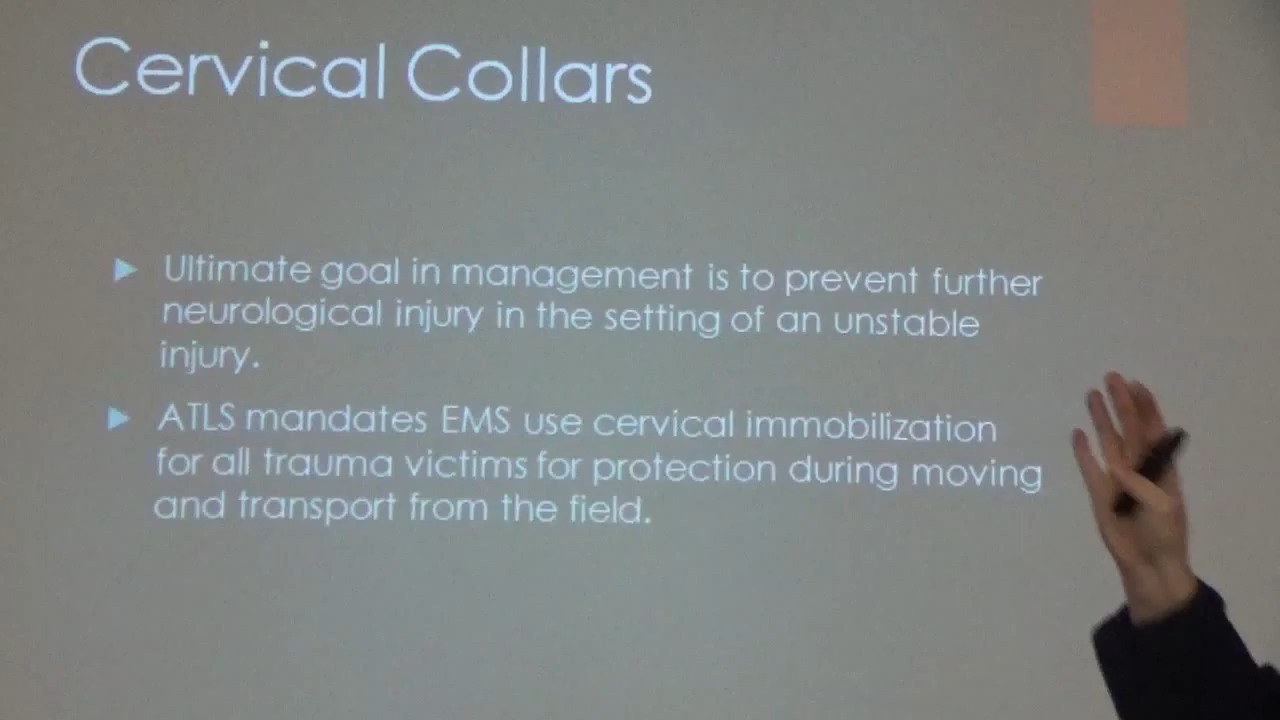 Cervical Collars
Ultimate goal in management is to prevent further
neurological injury in the setting of an unstable
injury.
ATLS mandates EMS use cervical immobilization
for all trauma victims for protection during moving
and transport from the field.